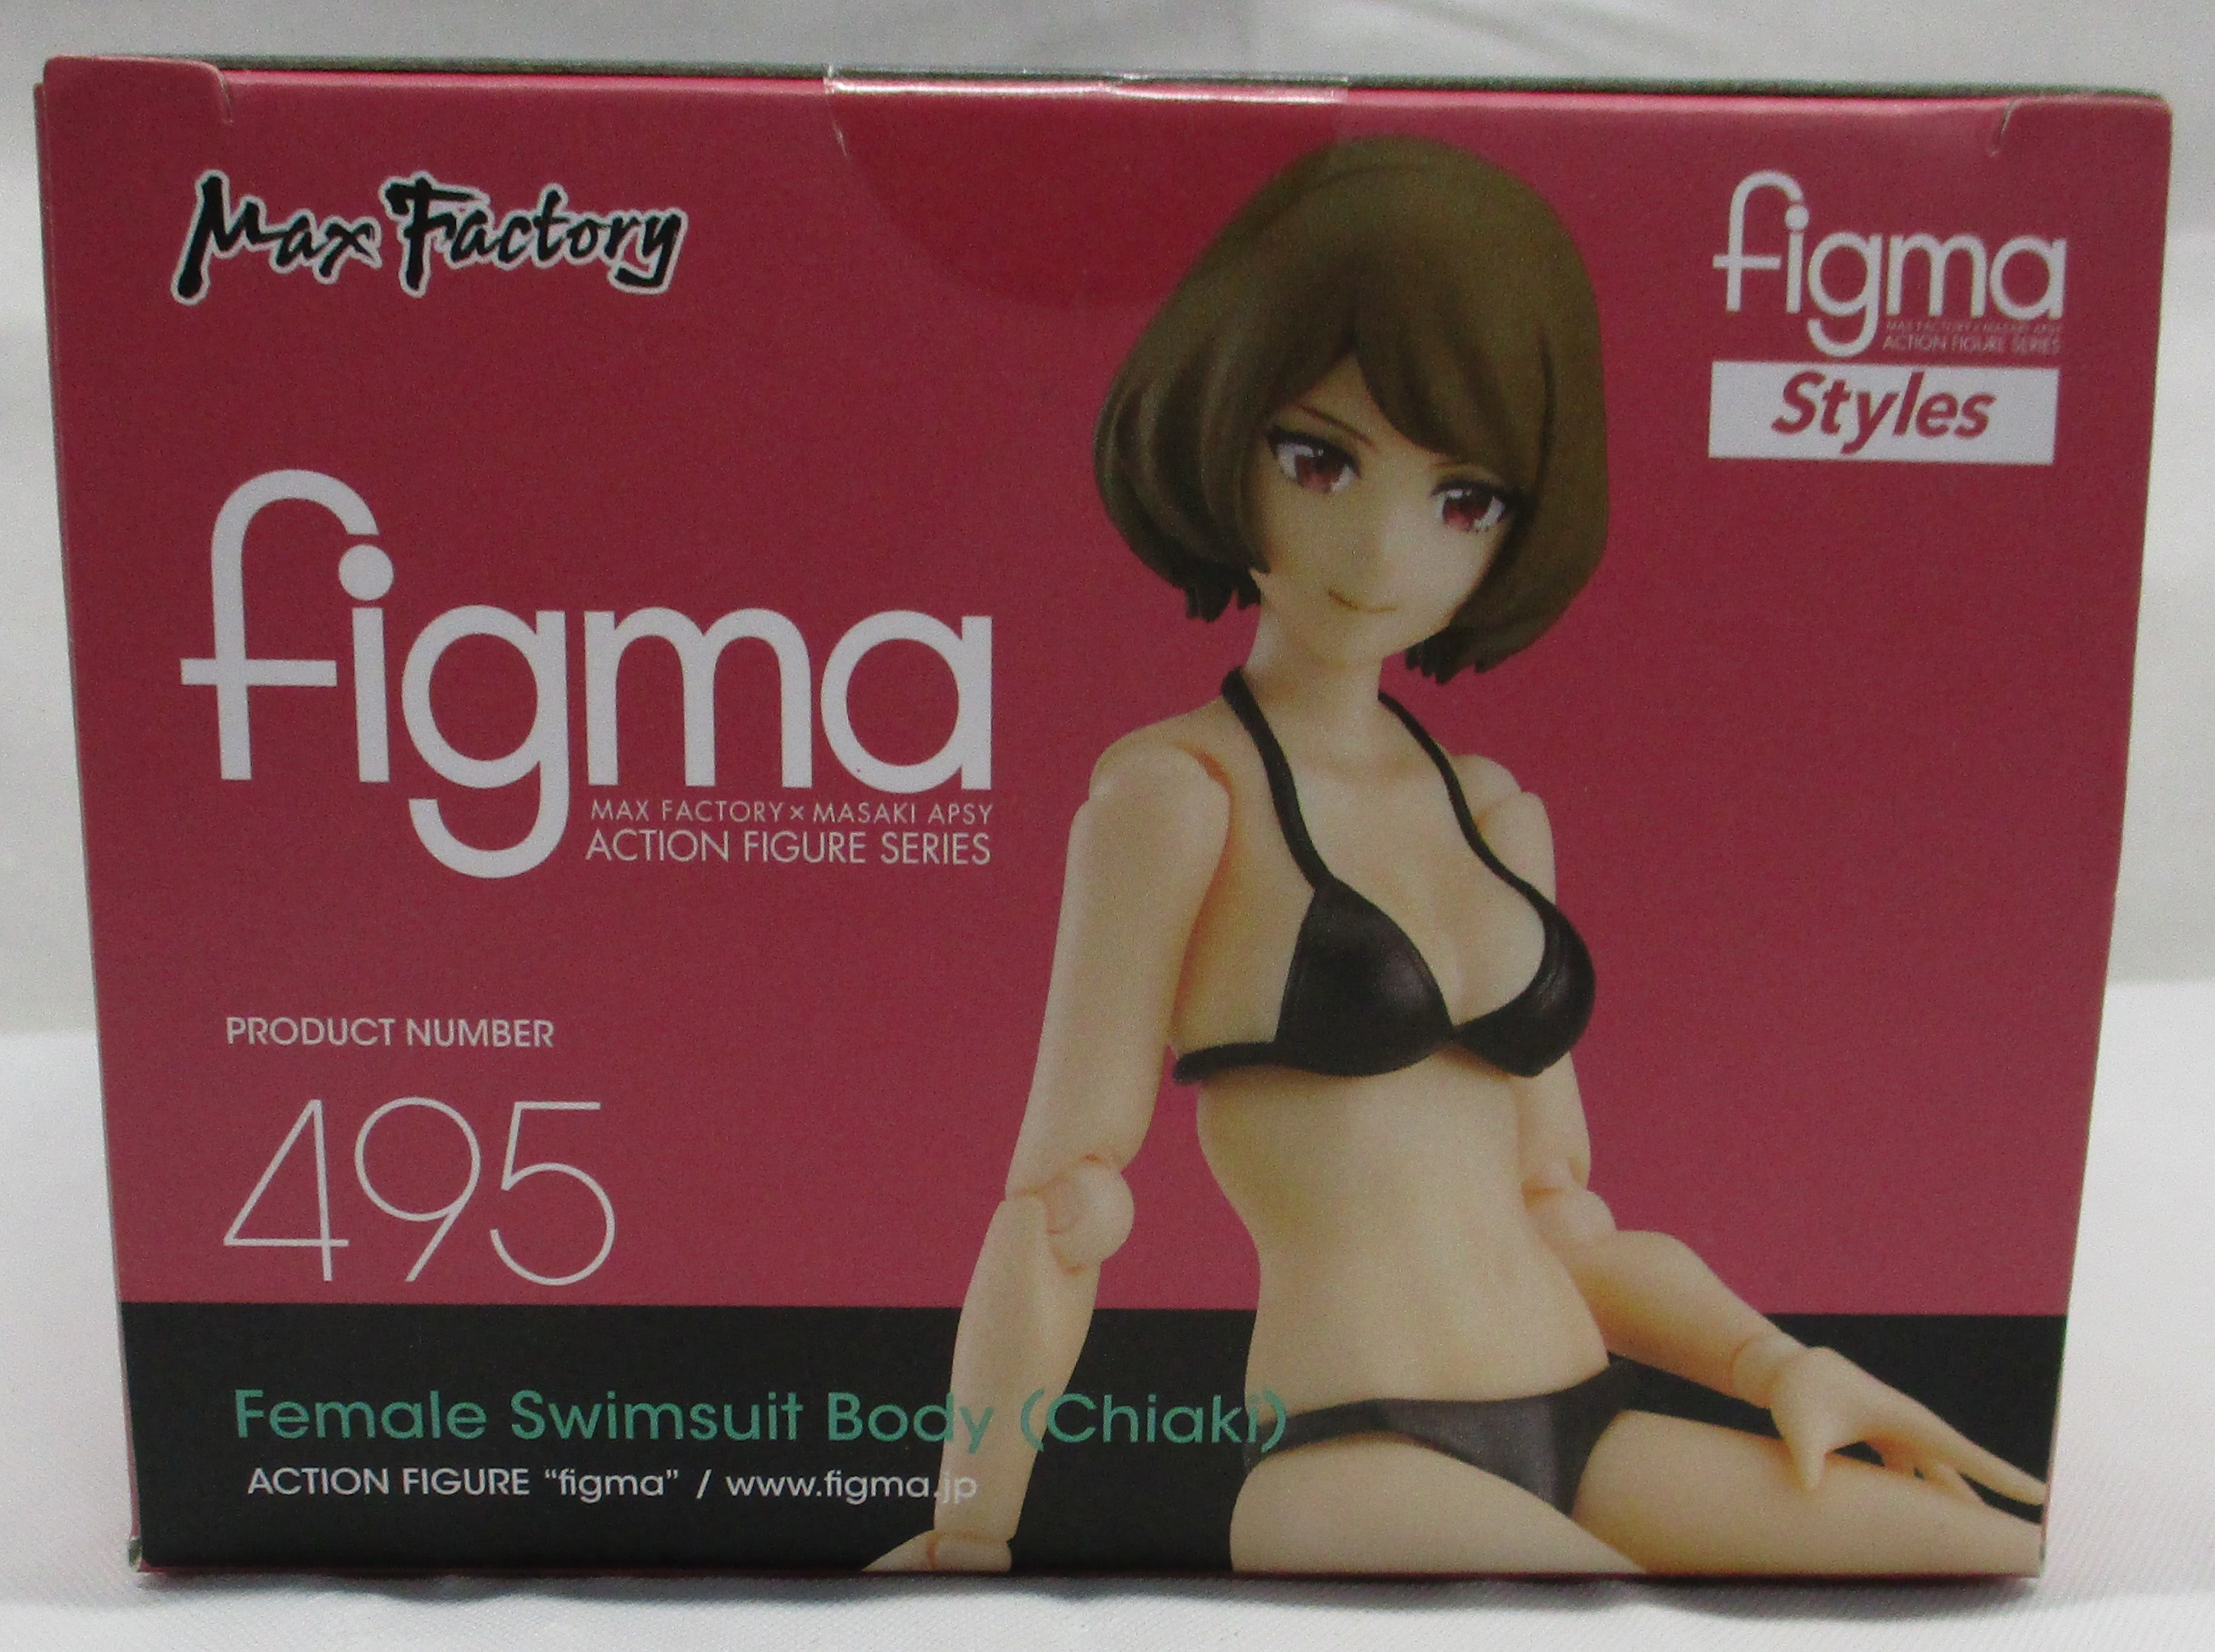 Max Factory
figma
MAX FACTORY × MASAKI APSY
ACTION FIGURE SERIES
Styles
figma
MAX FACTORY × MASAKI APSY
ACTION FIGURE SERIES
PRODUCT NUMBER
495
Female Swimsuit Body (Chiaki)
ACTION FIGURE “figma” / www.figma.jp